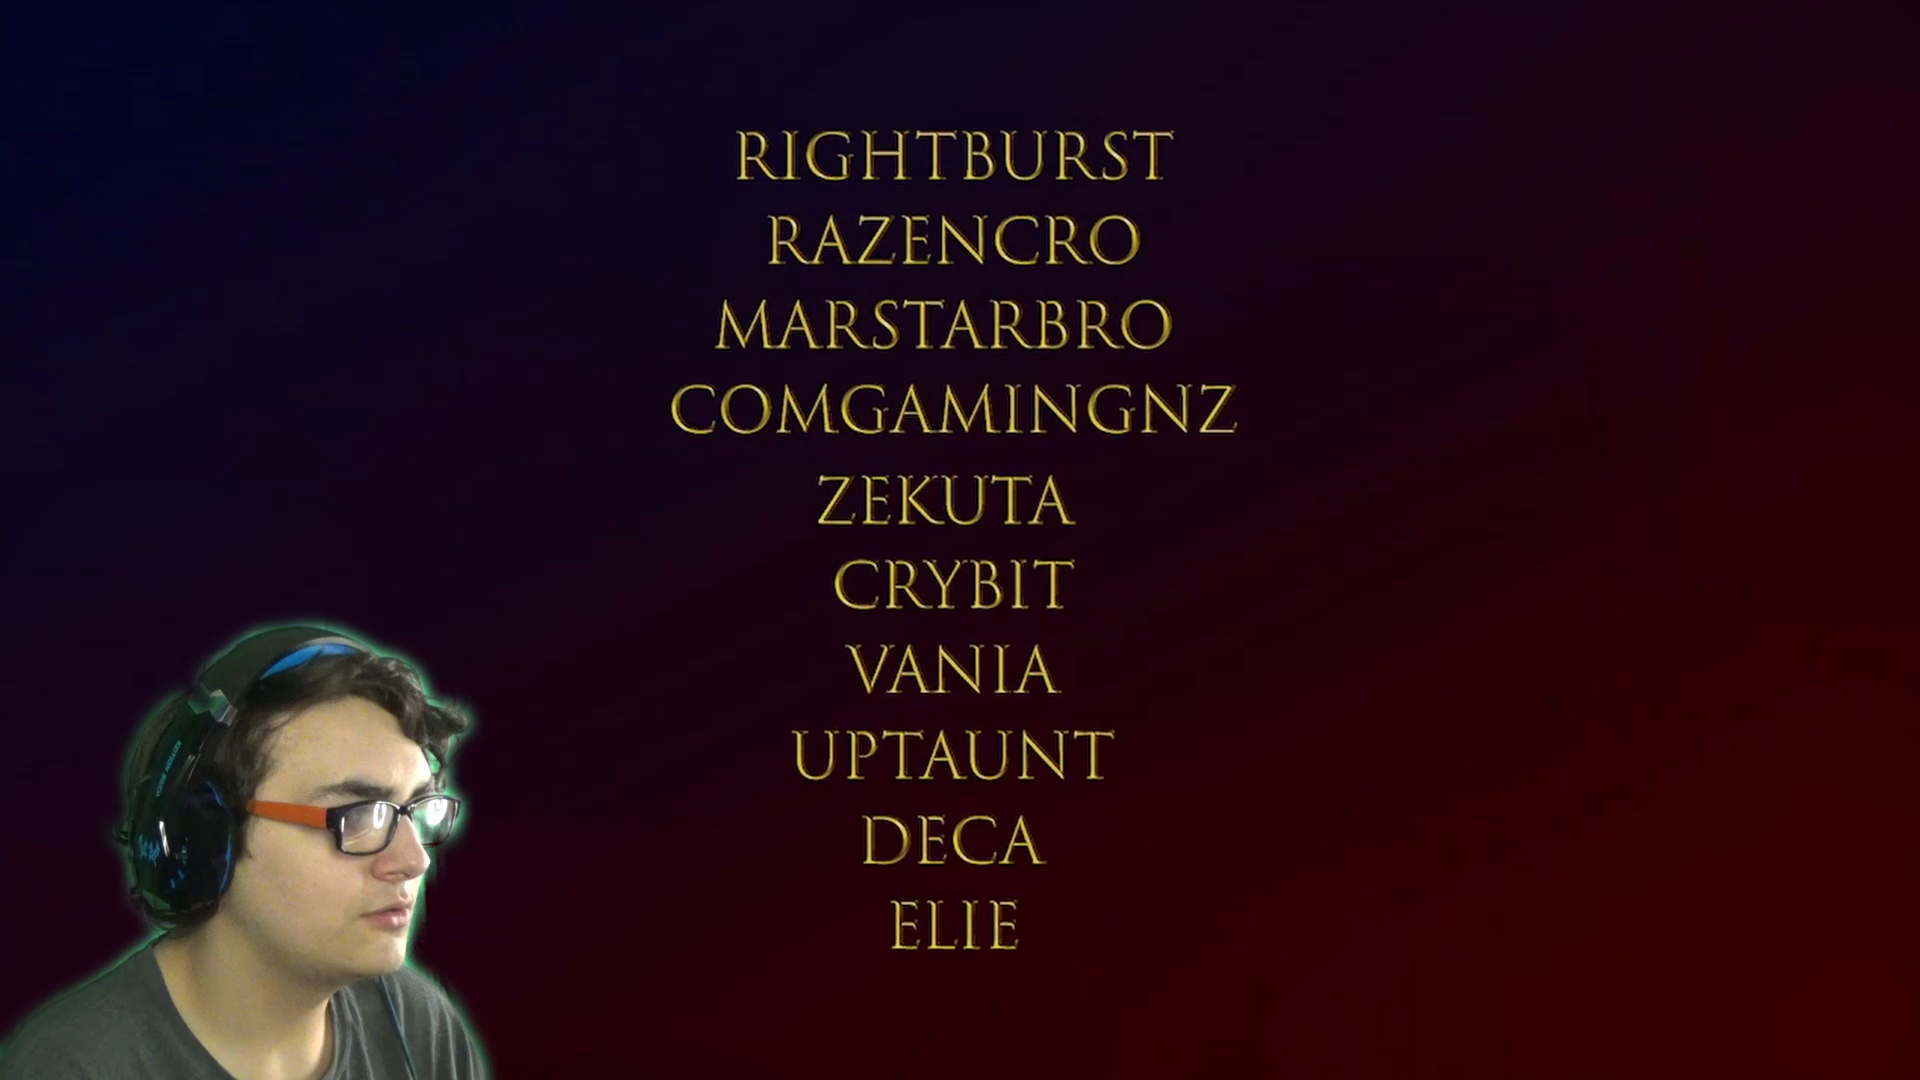 RIGHTBURST
RAZENCRO
MARSTARBRO
COMGAMINGNZ
ZEKUTA
CRYBIT
VANIA
UPTAUNT
DECA
ELIE